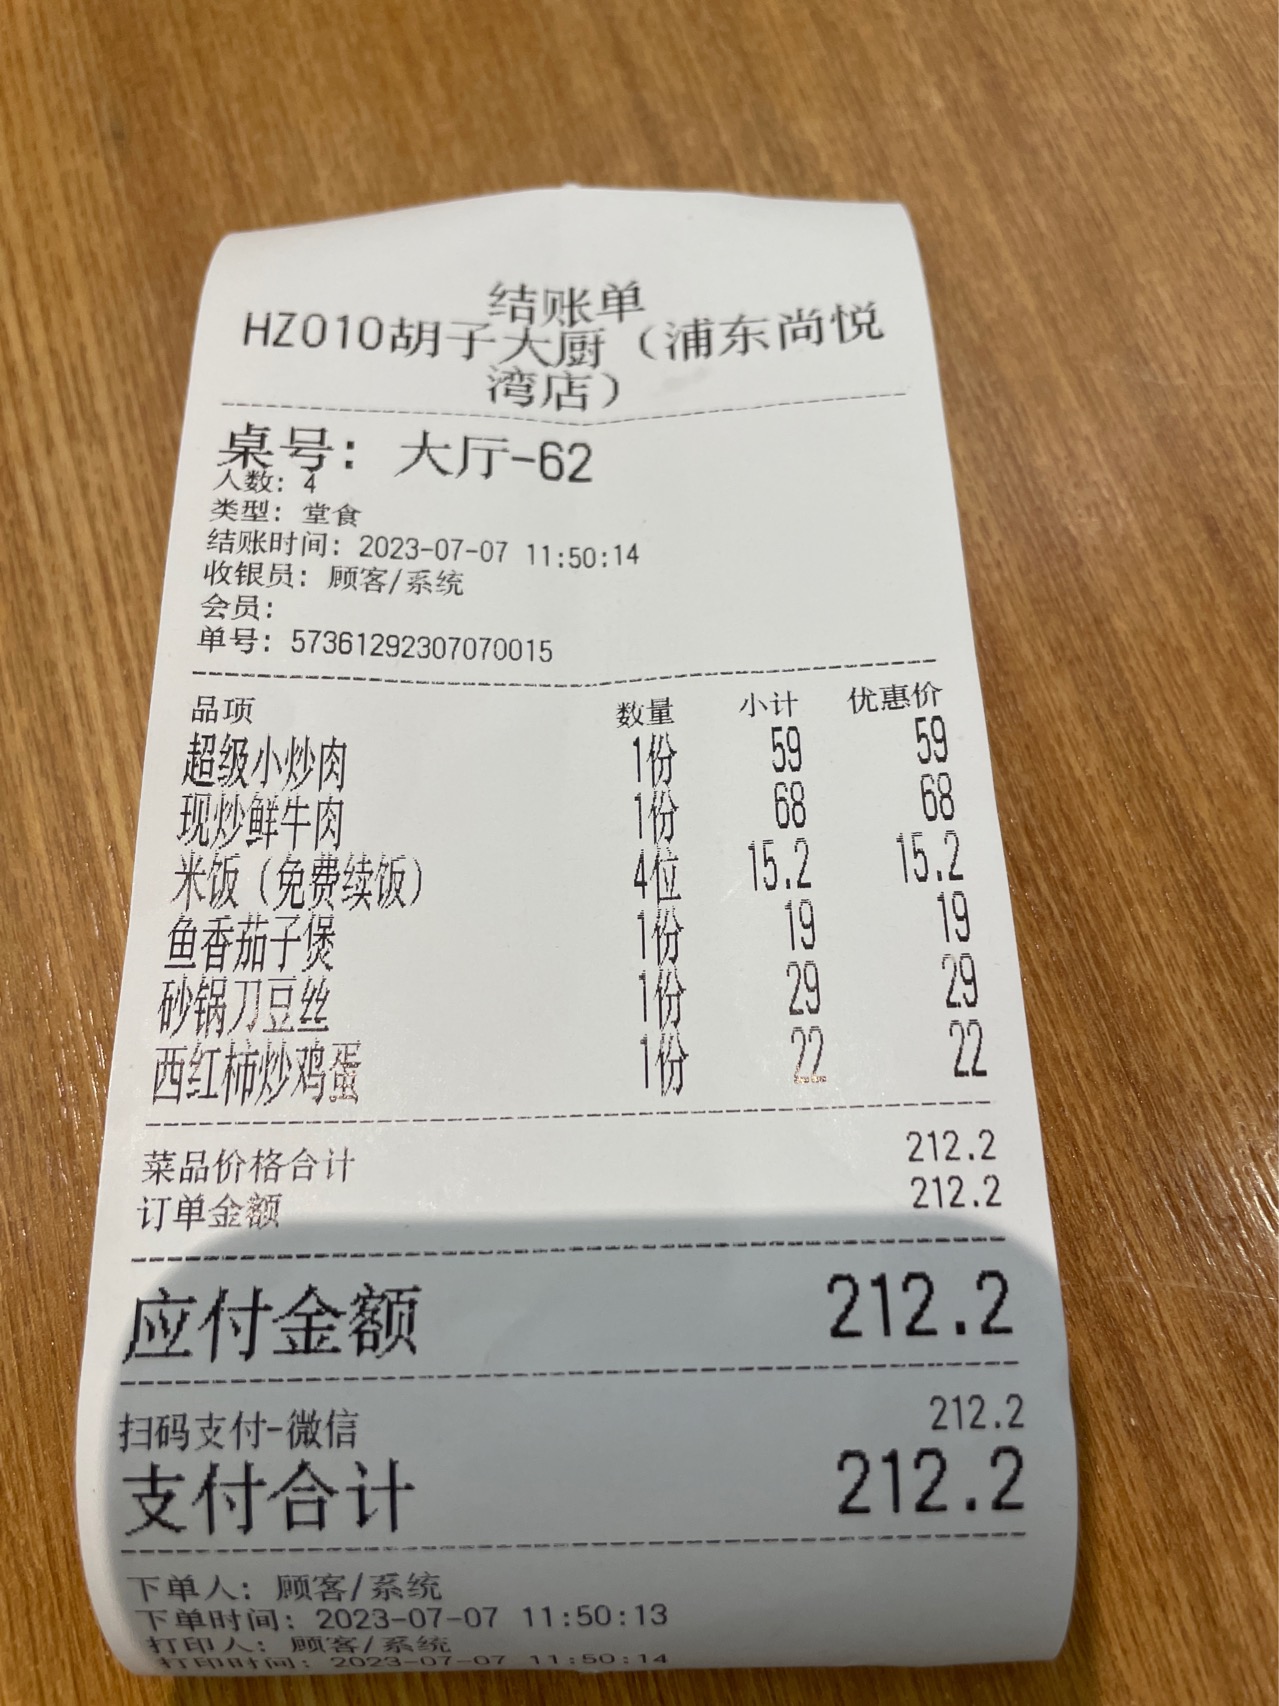 结账单
HZ010胡子大厨（浦东尚悦
湾店）
桌号：大厅-62
人数：4
类型：堂食
结账时间：2023-07-07 11:50:14
收银员：顾客/系统
会员：
单号：573612923070​70015
品项 数量 小计 优惠价
超级小炒肉 1份 59 59
现炒鲜牛肉 1份 68 68
米饭（免费续饭） 4位 15.2 15.2
鱼香茄子煲 1份 19 19
砂锅刀豆丝 1份 29 29
西红柿炒鸡蛋 1份 22 22
菜品价格合计 212.2
订单金额 212.2
应付金额 212.2
扫码支付-微信 212.2
支付合计 212.2
下单人：顾客/系统
下单时间：2023-07-07 11:50:13
打印人：顾客/系统
打印时间：2023-07-07 11:50:14